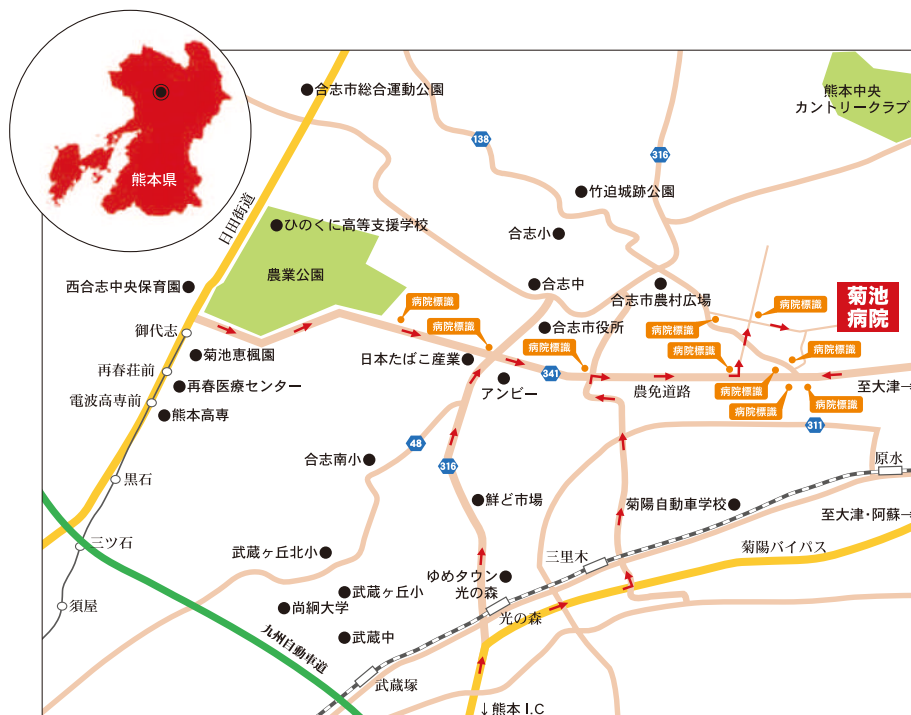 熊本県
合志市総合運動公園
熊本中央
カントリークラブ
138
316
日田街道
竹迫城跡公園
ひのくに高等支援学校
合志小
農業公園
西合志中央保育園
合志中
合志市農村広場
菊池
病院
病院標識
病院標識
病院標識
病院標識
御代志
合志市役所
病院標識
病院標識
菊池恵楓園
日本たばこ産業
病院標識
再春荘前
341
農免道路
病院標識
至大津→
再春医療センター
アンビー
電波高専前
病院標識
病院標識
熊本高専
311
48
合志南小
316
原水
黒石
鮮ど市場
菊陽自動車学校
至大津・阿蘇→
三ツ石
武蔵ヶ丘北小
三里木
菊陽バイパス
ゆめタウン
光の森
武蔵ヶ丘小
須屋
尚絅大学
光の森
武蔵中
九州自動車道
武蔵塚
↓熊本 I.C